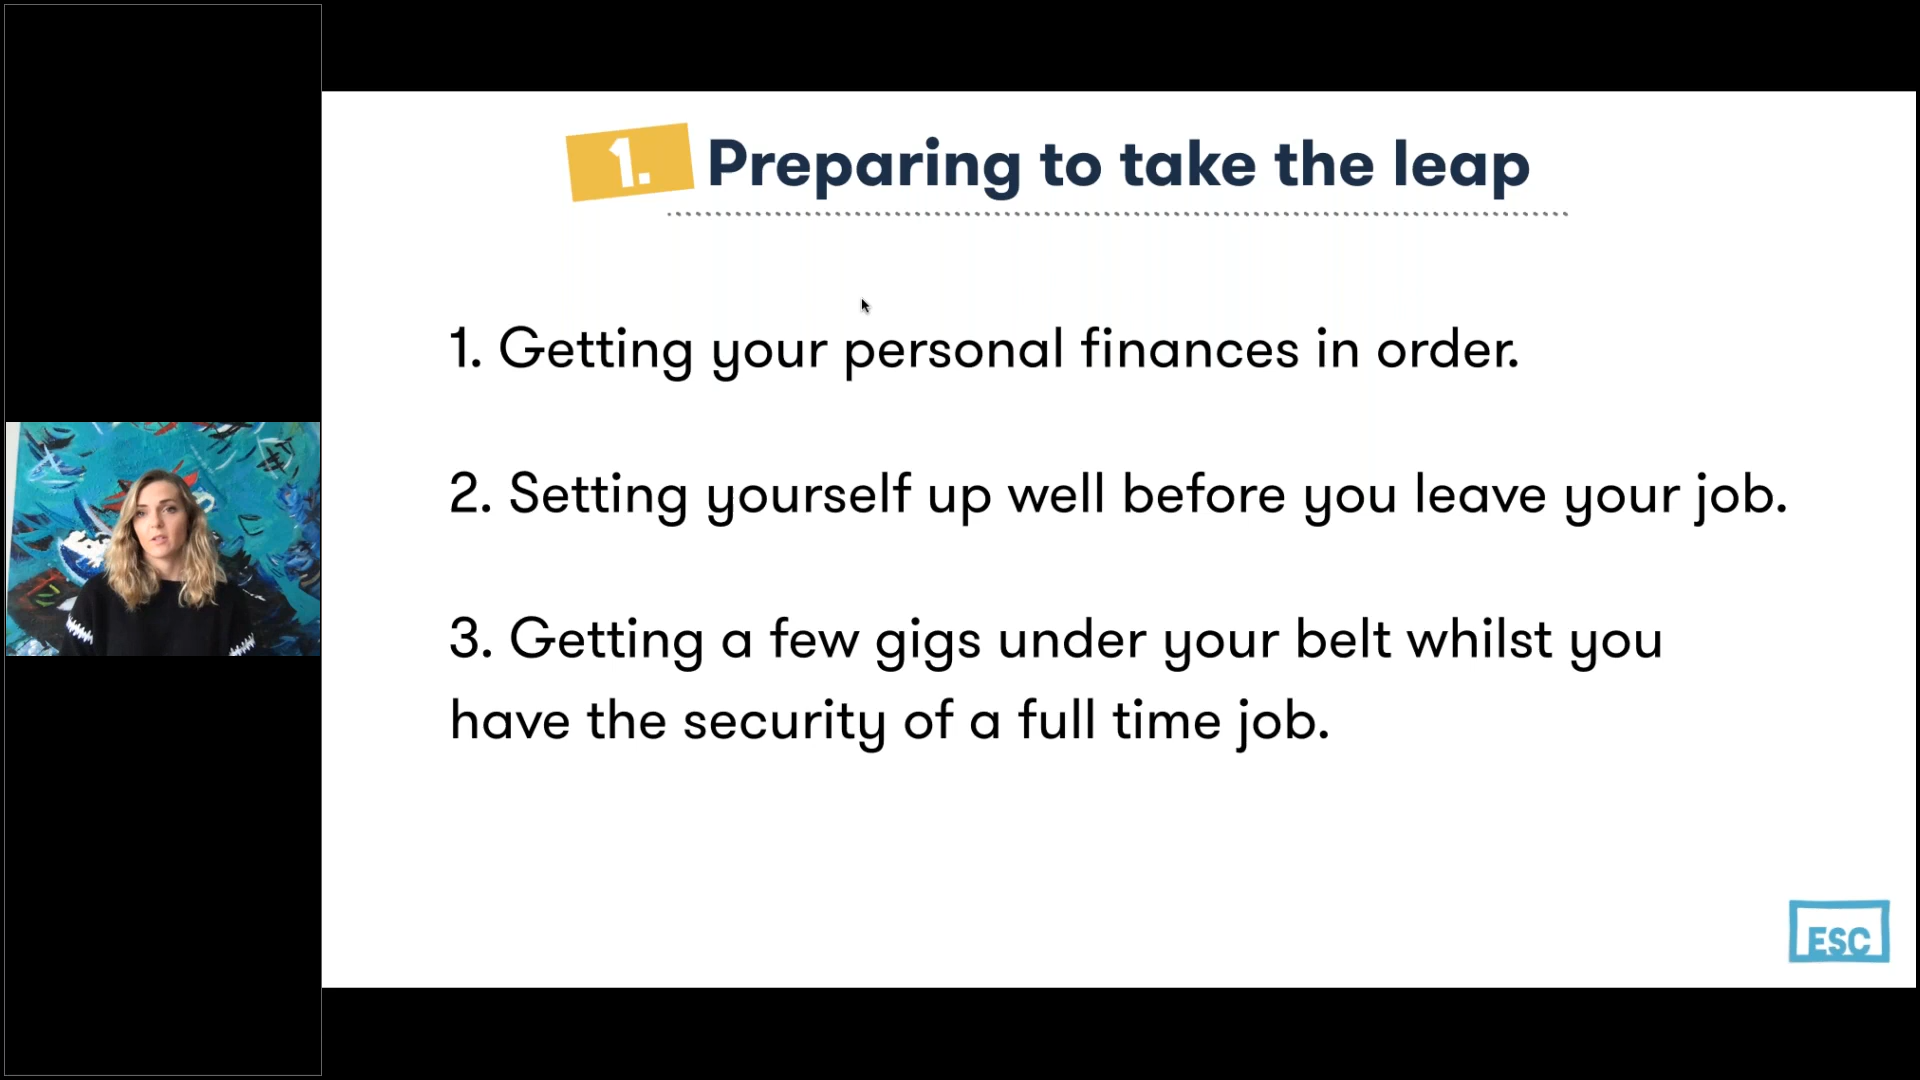 1. Preparing to take the leap
1. Getting your personal finances in order.
2. Setting yourself up well before you leave your job.
3. Getting a few gigs under your belt whilst you
have the security of a full time job.
ESC